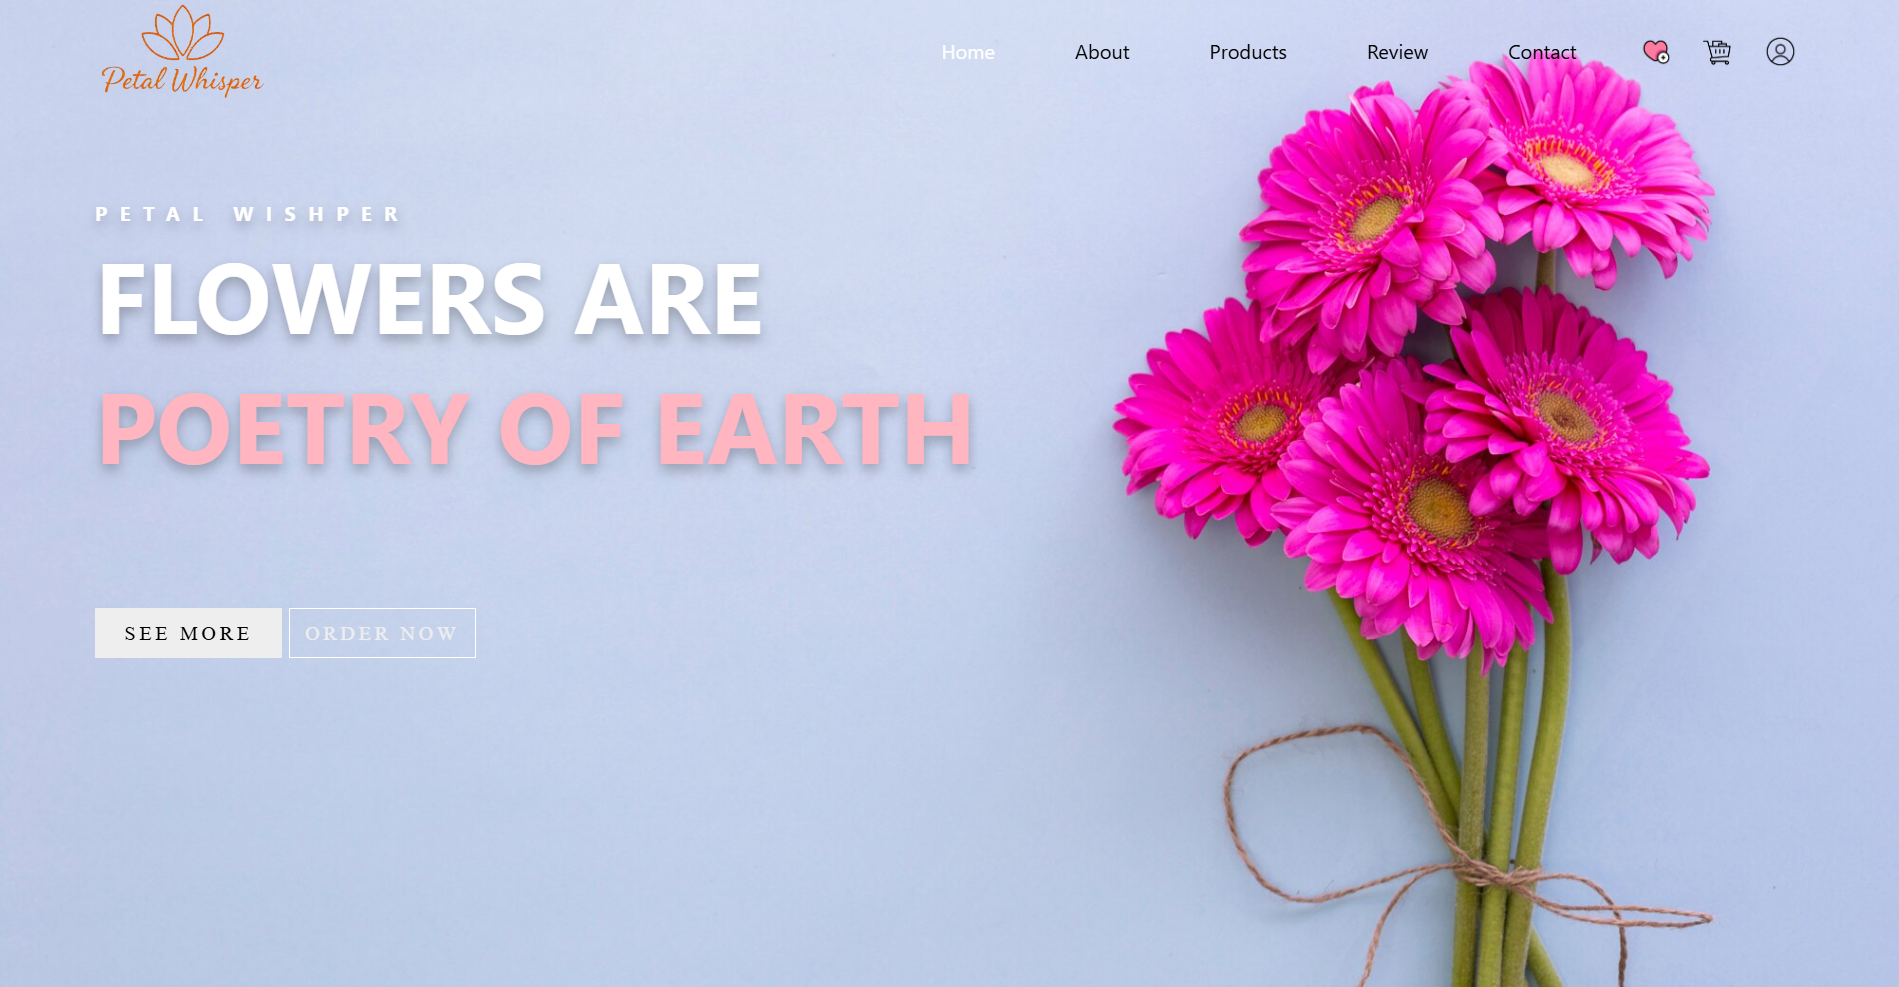 Petal Whisper
Home About Products Review Contact
PETAL WISHPER
FLOWERS ARE
POETRY OF EARTH
SEE MORE ORDER NOW